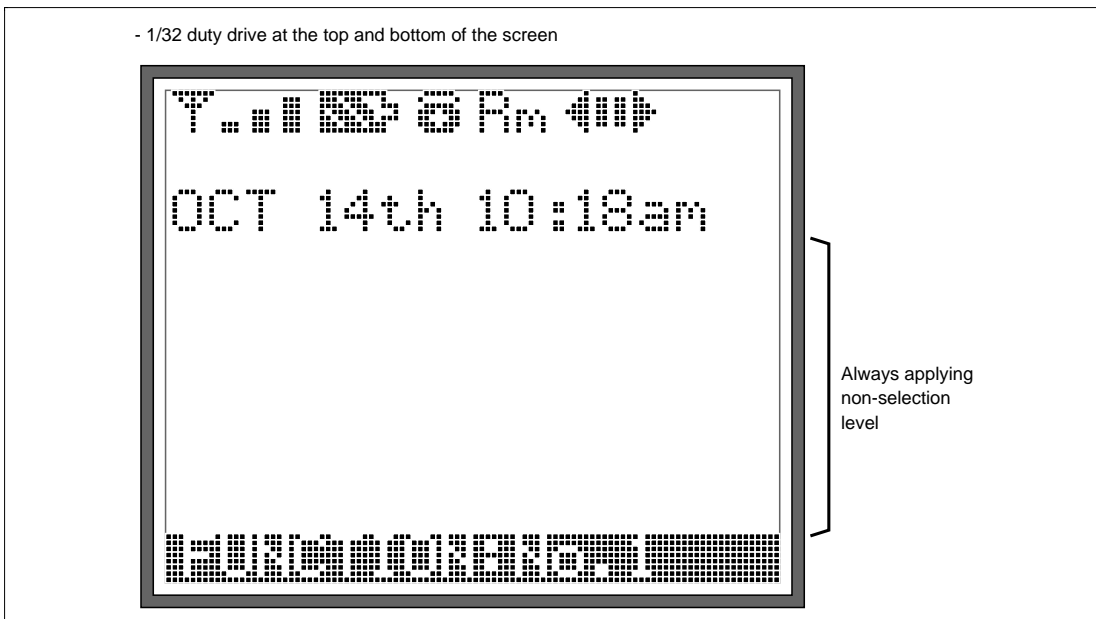 - 1/32 duty drive at the top and bottom of the screen
Rm
OCT 14th 10:18am
Always applying
non-selection
level